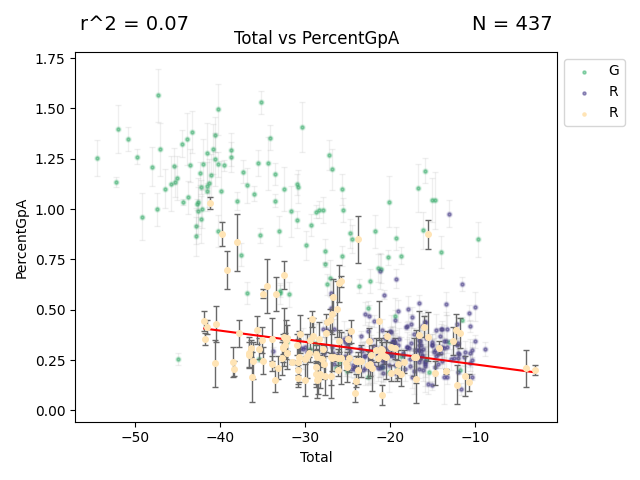 r^2 = 0.07 N = 437
Total vs PercentGpA
PercentGpA
1.75
1.50
1.25
1.00
0.75
0.50
0.25
0.00
−50 −40 −30 −20 −10
Total
G
R
R